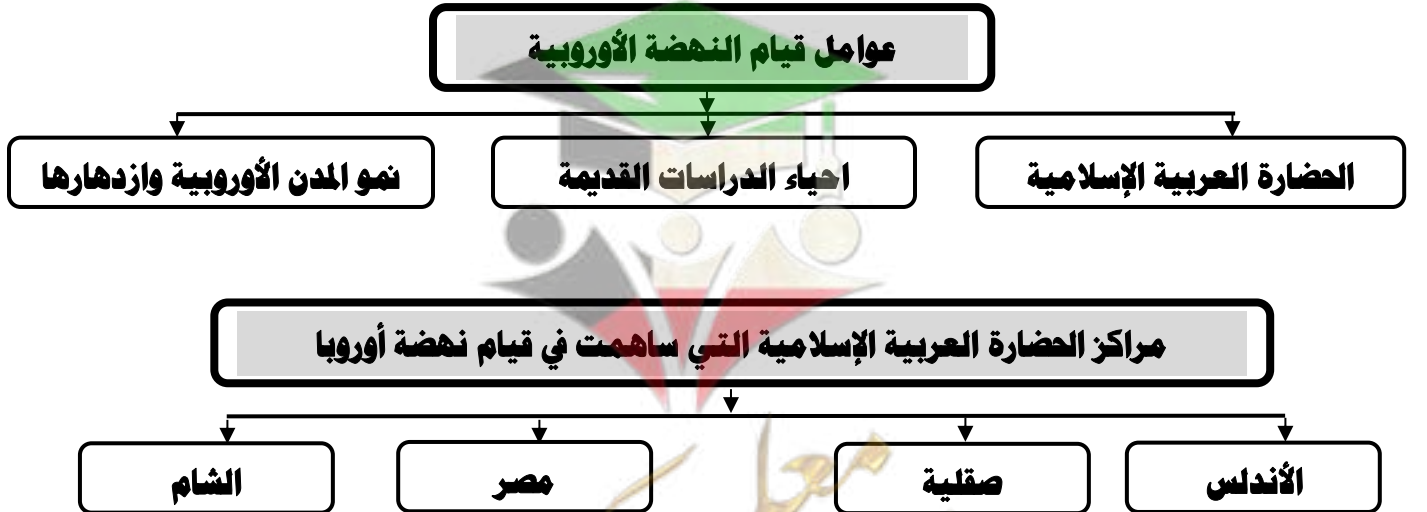 عوامل قيام النهضة الأوروبية
الحضارة العربية الإسلامية
احياء الدراسات القديمة
نمو المدن الأوروبية وازدهارها
مراكز الحضارة العربية الإسلامية التي ساهمت في قيام نهضة أوروبا
الأندلس
صقلية
مصر
الشام